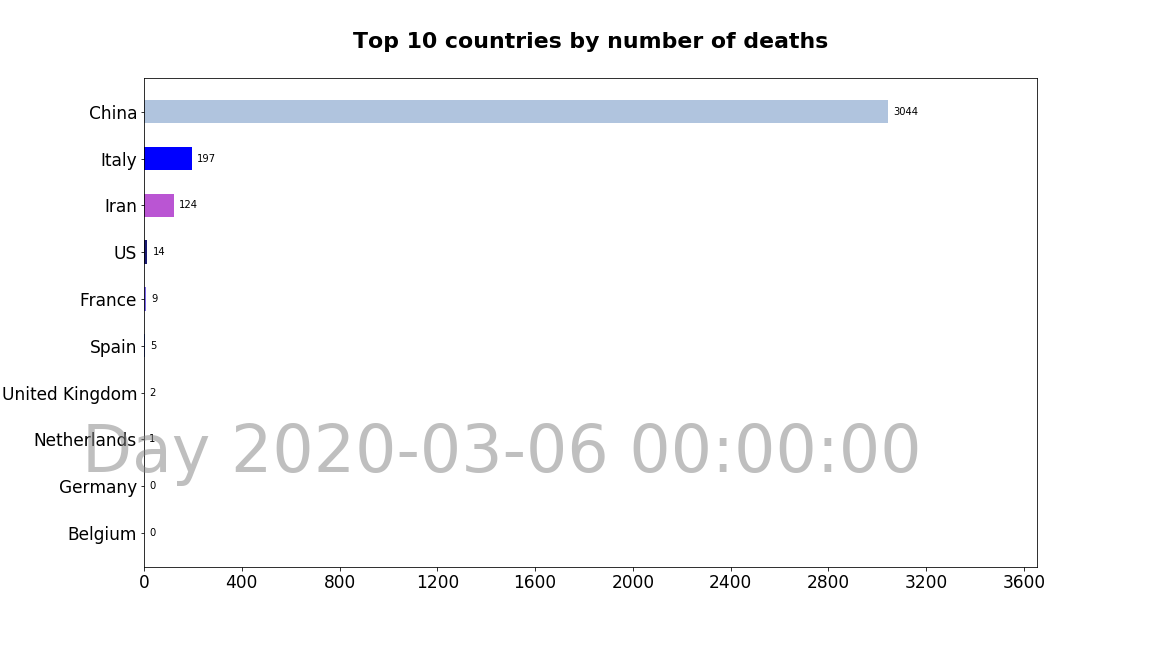 Top 10 countries by number of deaths
China 3044
Italy 197
Iran 124
US 14
France 9
Spain 5
United Kingdom 2
Netherlands 1
Day 2020-03-06 00:00:00
Germany 0
Belgium 0
0 400 800 1200 1600 2000 2400 2800 3200 3600